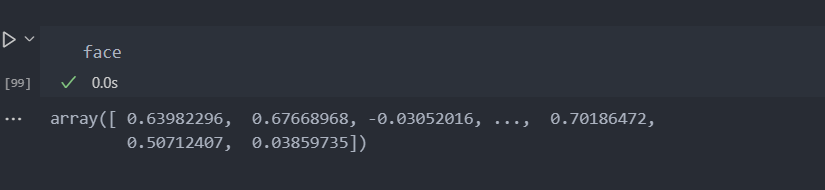 face
[99] 0.0s
... array([ 0.63982296,  0.67668968, -0.03052016, ...,  0.70186472,
0.50712407,  0.03859735])